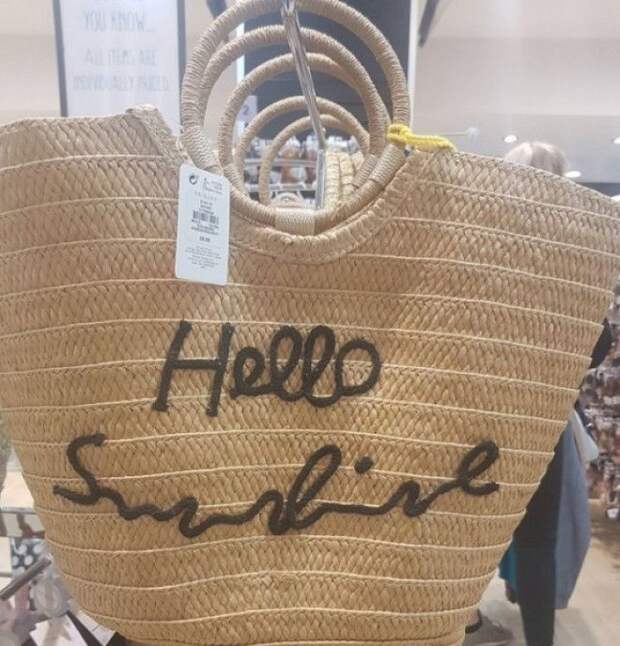 YOU KNOW...
ALL ITEMS ARE
INDIVIDUALLY PRICED
Hello
Sunshine